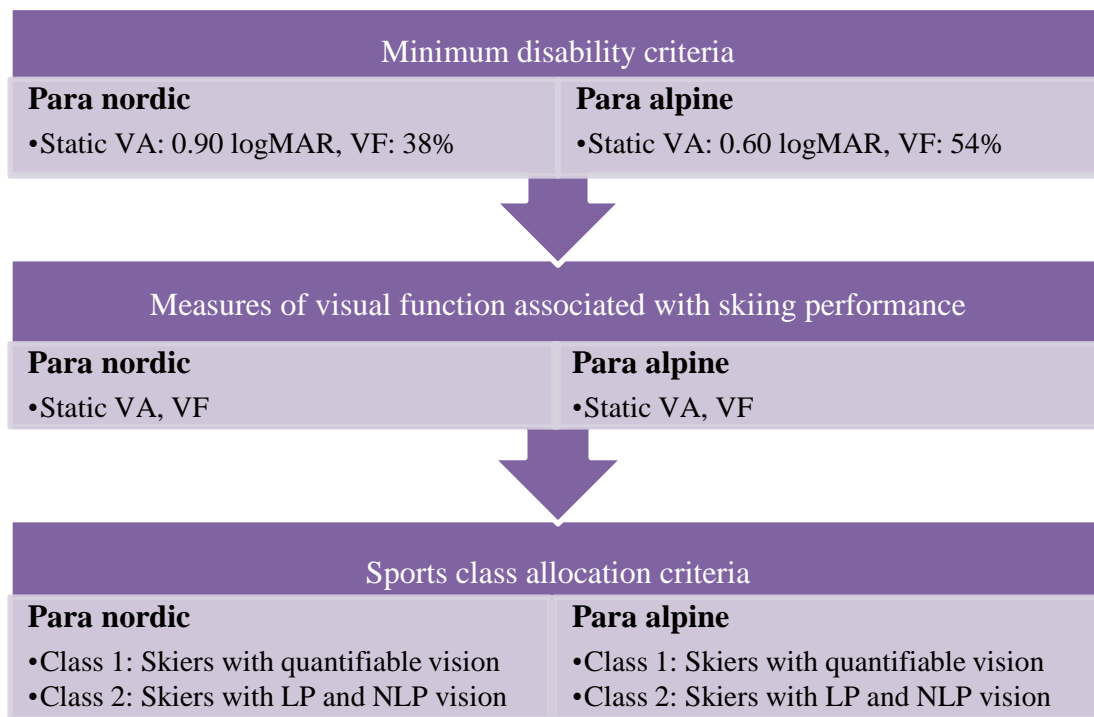 Minimum disability criteria
Para nordic
•Static VA: 0.90 logMAR, VF: 38%
Para alpine
•Static VA: 0.60 logMAR, VF: 54%
Measures of visual function associated with skiing performance
Para nordic
•Static VA, VF
Para alpine
•Static VA, VF
Sports class allocation criteria
Para nordic
•Class 1: Skiers with quantifiable vision
•Class 2: Skiers with LP and NLP vision
Para alpine
•Class 1: Skiers with quantifiable vision
•Class 2: Skiers with LP and NLP vision